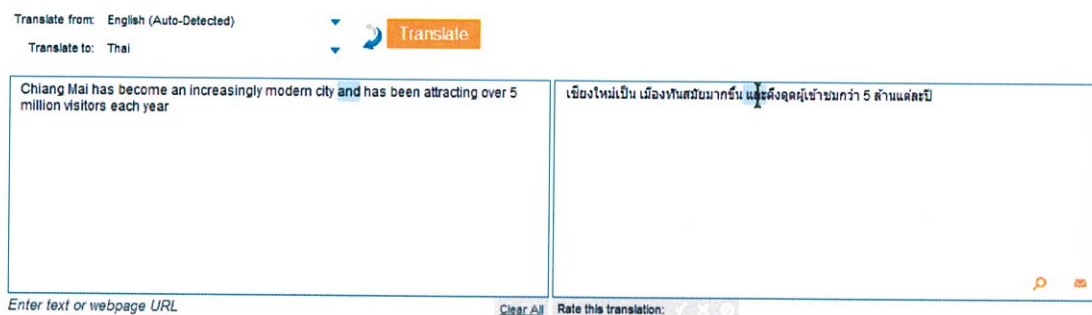 Translate from: English (Auto-Detected)
Translate to: Thai
Translate
Chiang Mai has become an increasingly modern city and has been attracting over 5
million visitors each year
เชียงใหม่เป็น เมืองทันสมัยมากขึ้น และดึงดูดผู้เข้าชมกว่า 5 ล้านแต่ละปี
Enter text or webpage URL
Clear All
Rate this translation: